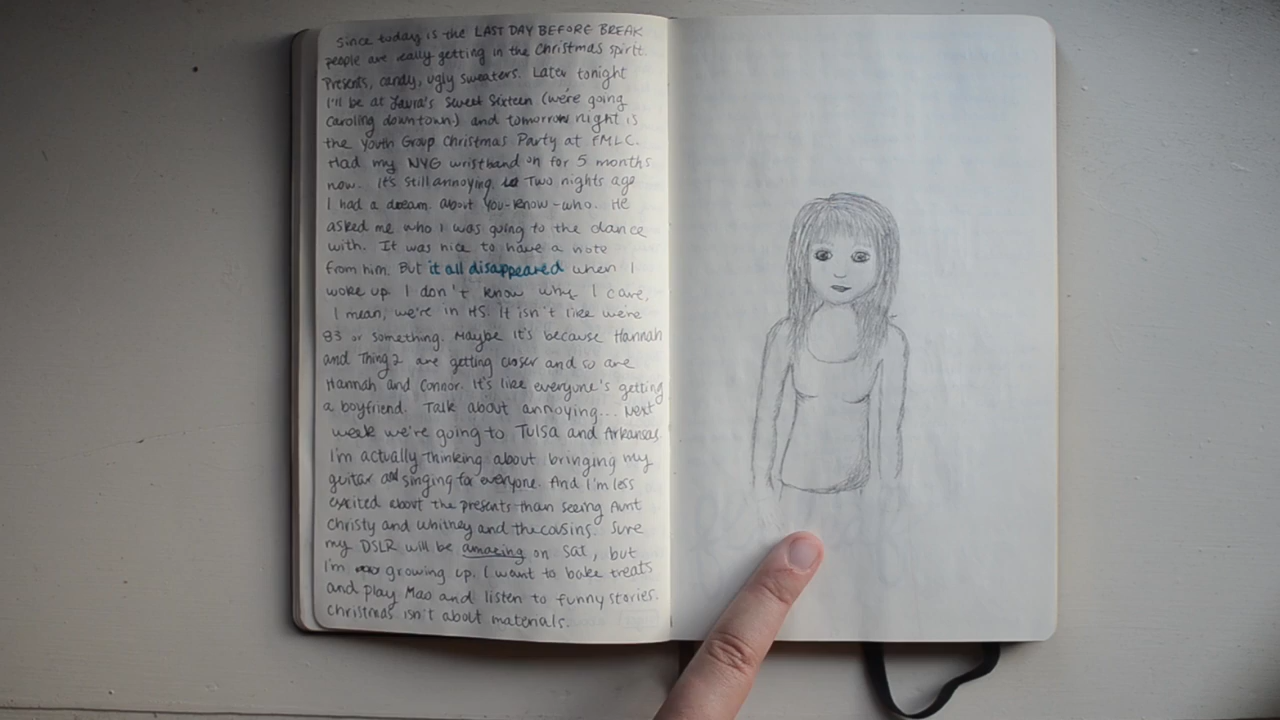 Since today is the LAST DAY BEFORE BREAK
people are really getting in the Christmas spirit.
Presents, candy, ugly sweaters. Later tonight
I'll be at Laura's Sweet Sixteen (we're going
caroling downtown) and tomorrow night is
the Youth Group Christmas Party at FMLC.
Had my NYG wristband on for 5 months
now. It's still annoying. Two nights ago
I had a dream about You-know-who. He
asked me who I was going to the dance
with. It was nice to have a note
from him. But it all disappeared when I
woke up. I don't know why I care,
I mean, we're in HS. It isn't like we're
83 or something. Maybe it's because Hannah
and Thing 2 are getting closer and so are
Hannah and Connor. It's like everyone's getting
a boyfriend. Talk about annoying... Next
week we're going to Tulsa and Arkansas.
I'm actually thinking about bringing my
guitar and singing for everyone. And I'm less
excited about the presents than seeing Aunt
Christy and Whitney and the cousins. Sure
my DSLR will be amazing on Sat, but
I'm growing up. I want to bake treats
and play Mao and listen to funny stories.
Christmas isn't about materials.